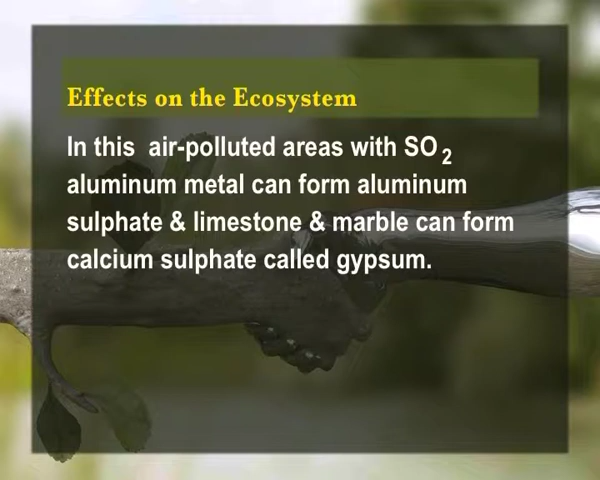 Effects on the Ecosystem
In this air-polluted areas with SO2
aluminum metal can form aluminum
sulphate & limestone & marble can form
calcium sulphate called gypsum.